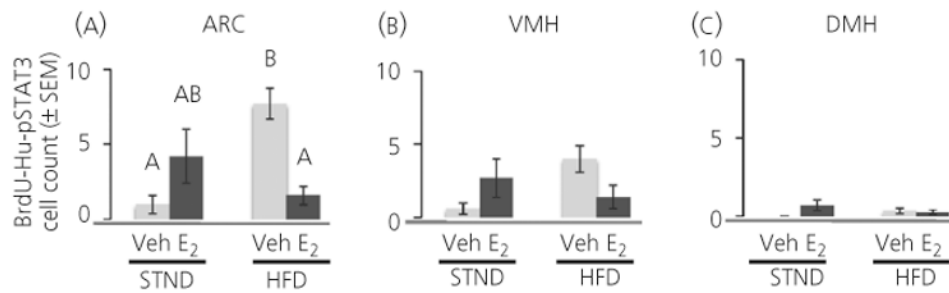 (A) ARC
(B) VMH
(C) DMH
BrdU-Hu-pSTAT3
cell count (± SEM)
10
5
0
A
AB
B
A
Veh E₂ Veh E₂
STND HFD
10
5
0
Veh E₂ Veh E₂
STND HFD
10
5
0
Veh E₂ Veh E₂
STND HFD